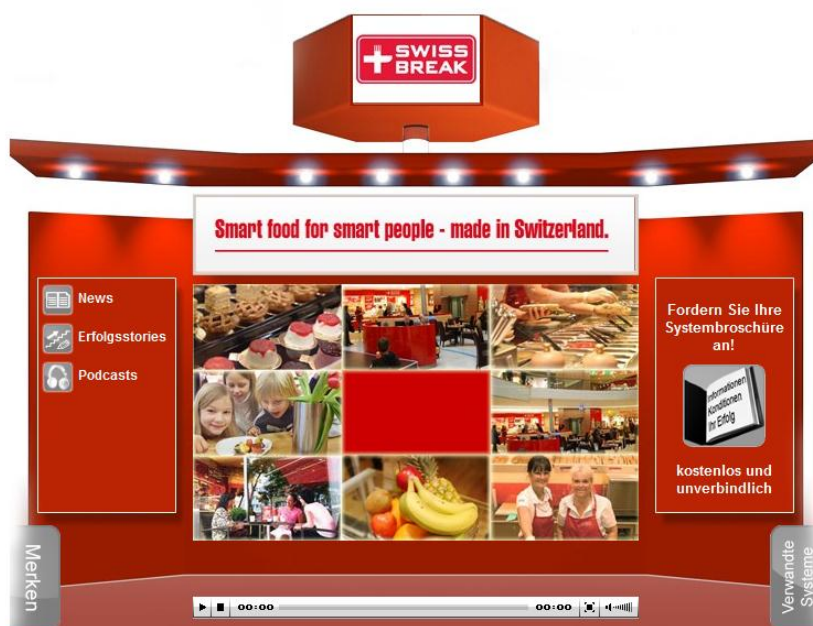 SWISS
BREAK
Smart food for smart people - made in Switzerland.
News
Erfolgsstories
Podcasts
Fordern Sie Ihre
Systembroschüre
an!
Informationen
Konditionen
Ihr Erfolg
kostenlos und
unverbindlich
Merken
Verwandte
Systeme
00:00
00:00